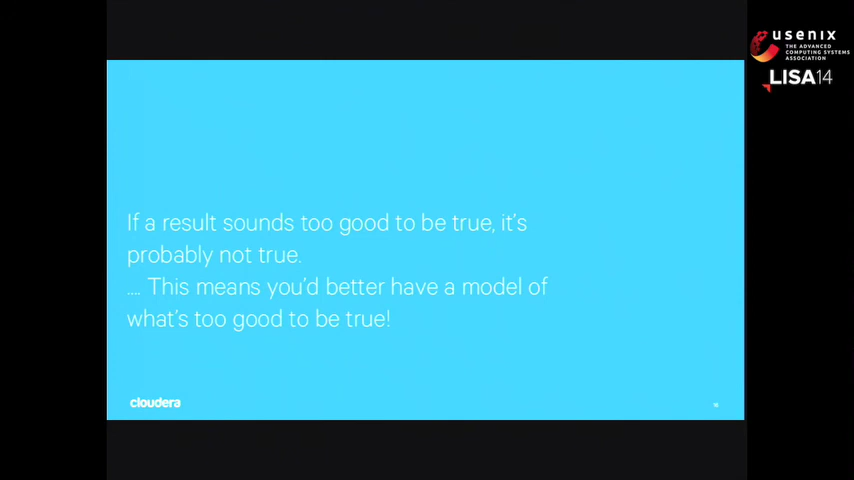 usenix
THE ADVANCED
COMPUTING SYSTEMS
ASSOCIATION
LISA14
If a result sounds too good to be true, it's
probably not true.
.... This means you'd better have a model of
what's too good to be true!
cloudera